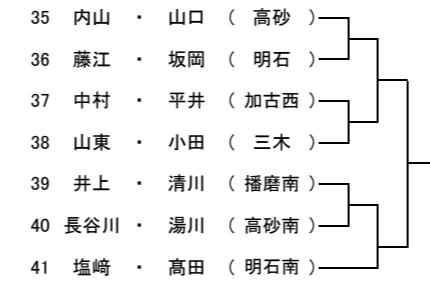 35 内山 ・ 山口 ( 高砂 )
36 藤江 ・ 坂岡 ( 明石 )
37 中村 ・ 平井 ( 加古西 )
38 山東 ・ 小田 ( 三木 )
39 井上 ・ 清川 ( 播磨南 )
40 長谷川 ・ 湯川 ( 高砂南 )
41 塩﨑 ・ 髙田 ( 明石南 )